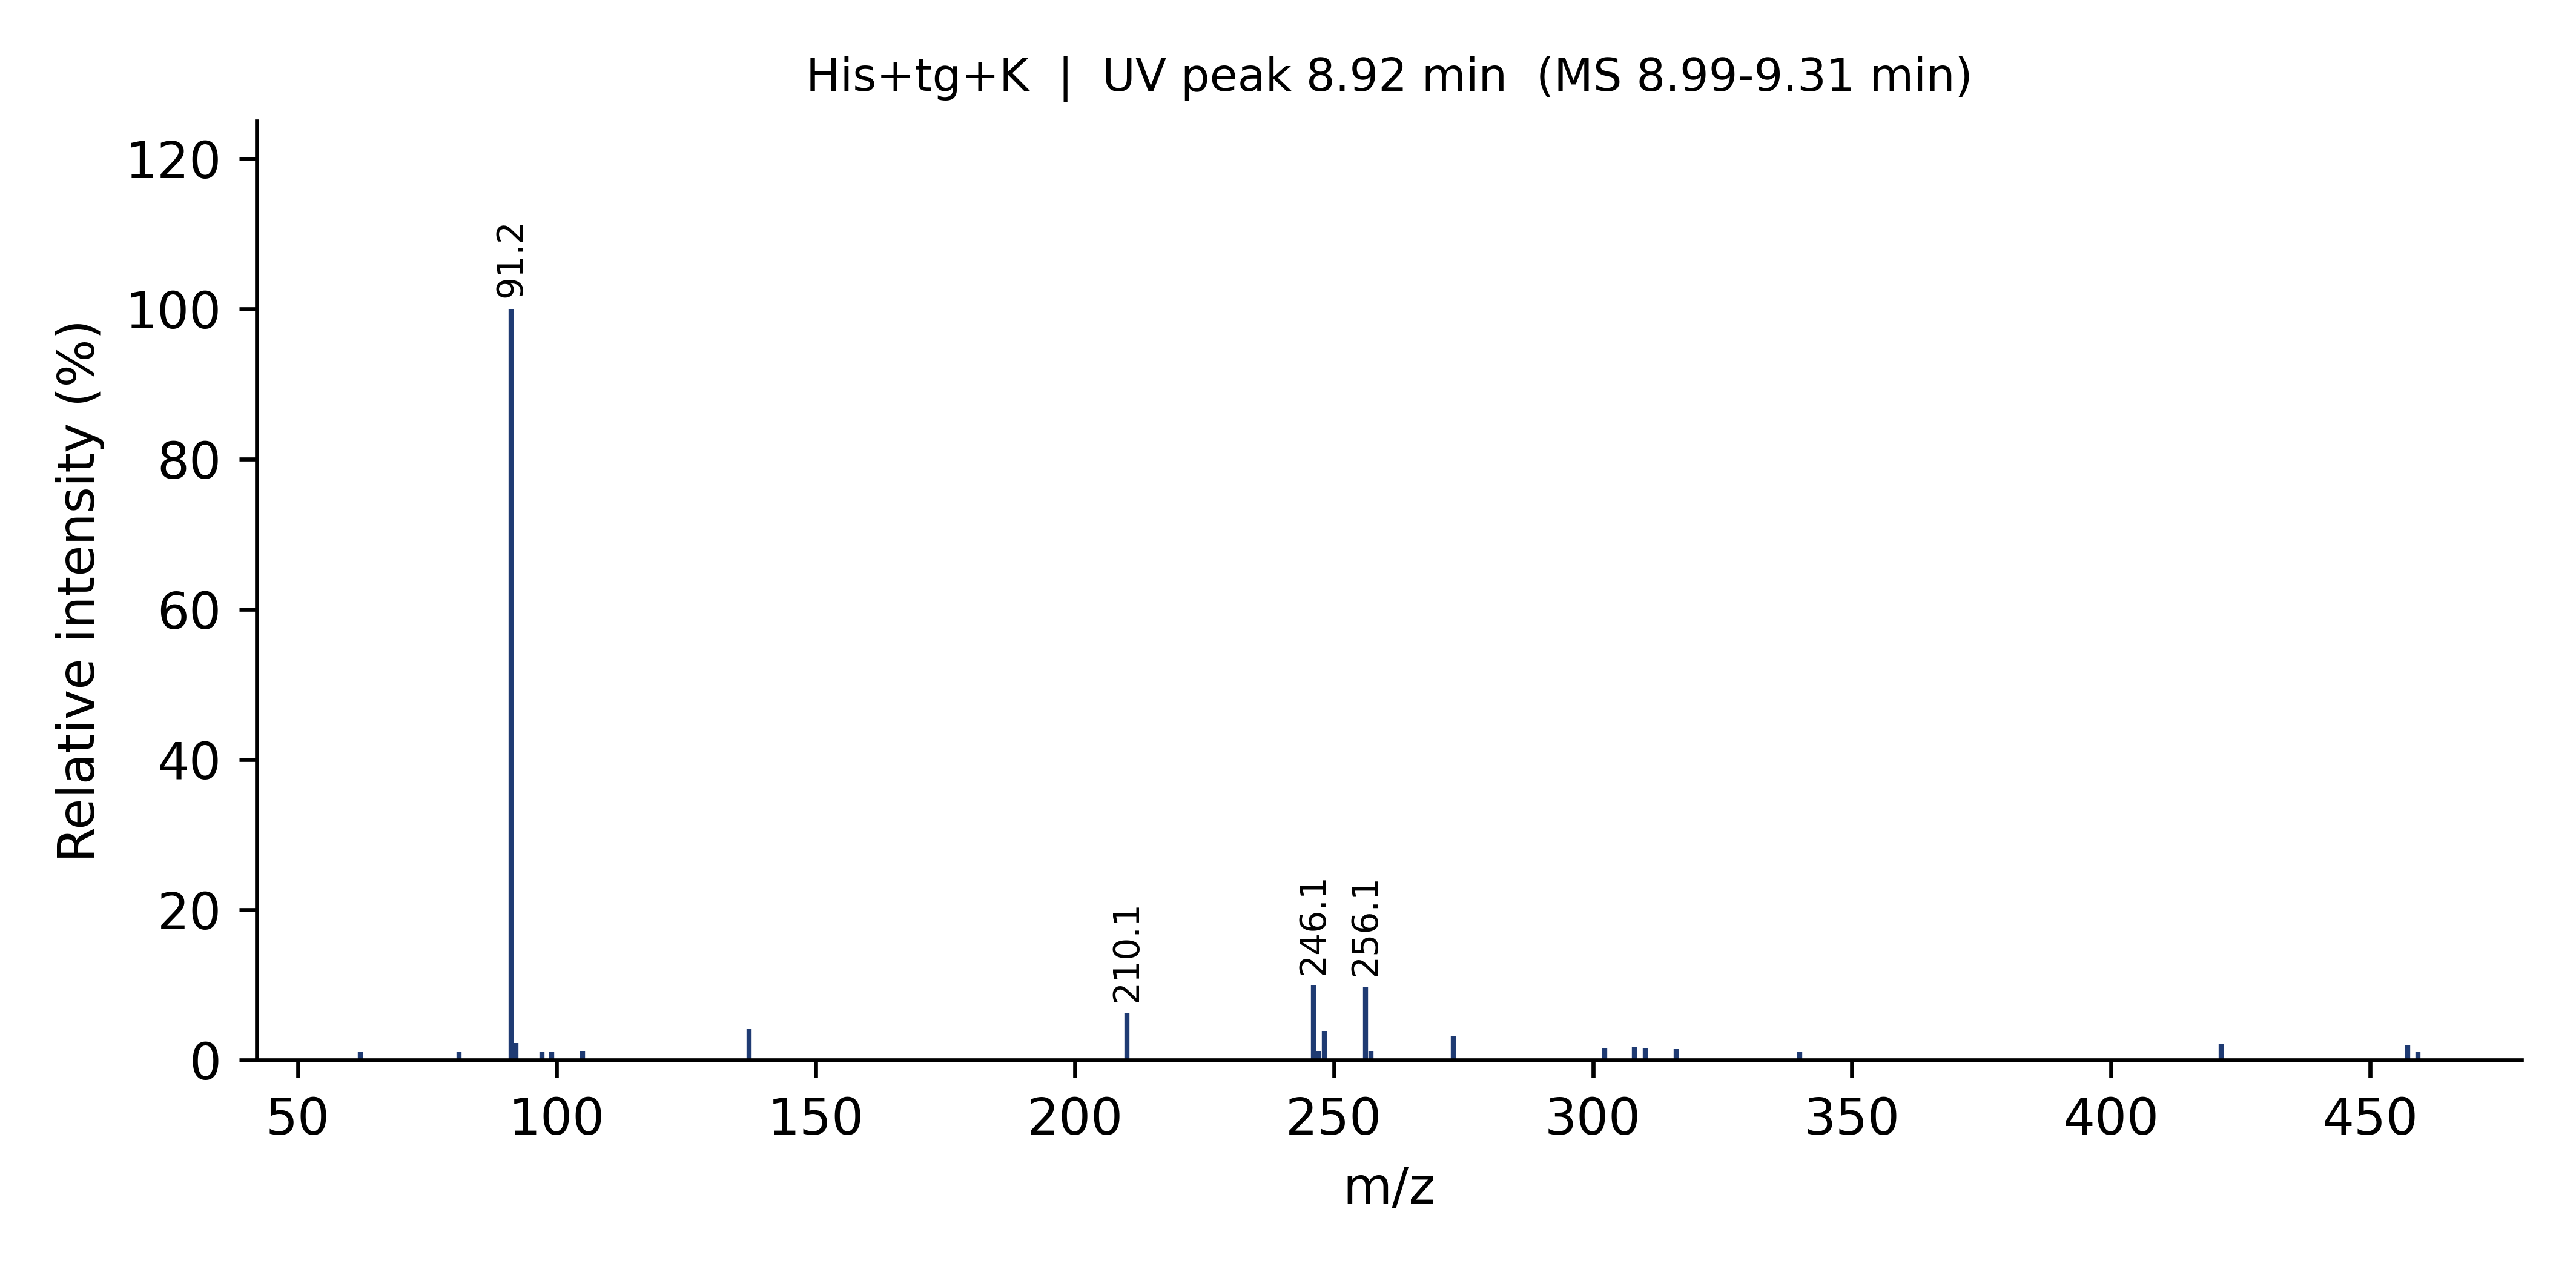 His+tg+K | UV peak 8.92 min (MS 8.99-9.31 min)
Relative intensity (%)
120
100
80
60
40
20
0
91.2
210.1
246.1
256.1
50 100 150 200 250 300 350 400 450
m/z